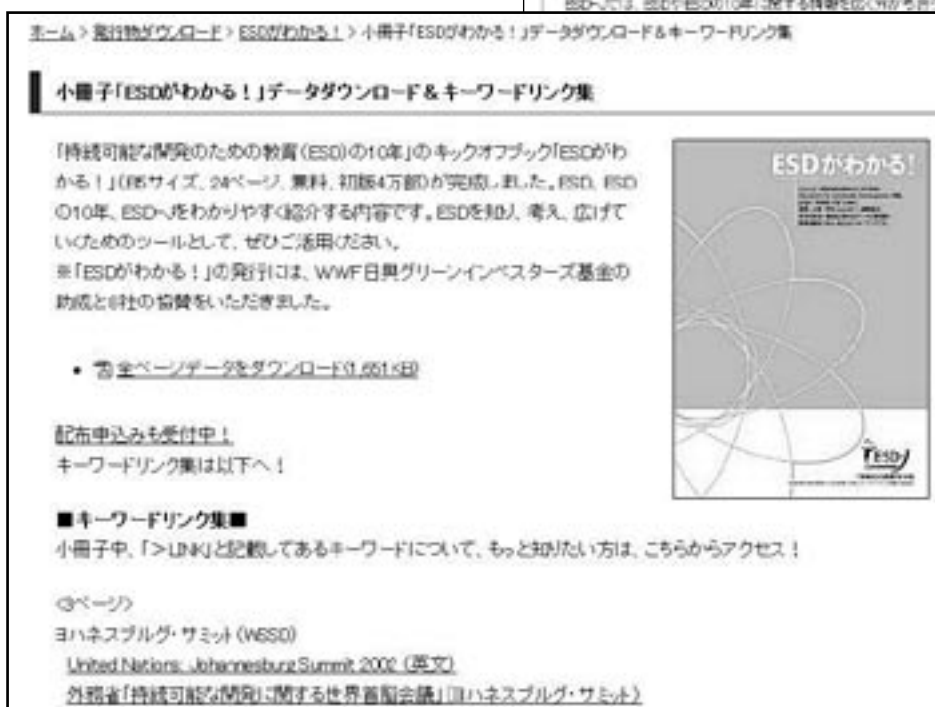 ホーム > 発行物ダウンロード > ESDがわかる！ > 小冊子「ESDがわかる！」データダウンロード＆キーワードリンク集
小冊子「ESDがわかる！」データダウンロード＆キーワードリンク集
「持続可能な開発のための教育（ESD）の10年」のキックオフブック「ESDがわ
かる！」（B5サイズ、24ページ、無料、初版4万部）が完成しました。ESD、ESD
の10年、ESD-Jをわかりやすく紹介する内容です。ESDを知り、考え、広げて
いくためのツールとして、ぜひご活用ください。
※「ESDがわかる！」の発行には、WWF日興グリーンインベスターズ基金の
助成と8社の協賛をいただきました。
• 全ページデータをダウンロード(1,651KB)
配布申込みも受付中！
キーワードリンク集は以下へ！
■キーワードリンク集■
小冊子中、「>LINK」と記載してあるキーワードについて、もっと知りたい方は、こちらからアクセス！
<3ページ>
ヨハネスブルグ・サミット（WSSD）
United Nations: Johannesburg Summit 2002 （英文）
外務省「持続可能な開発に関する世界首脳会議」（ヨハネスブルグ・サミット）
ESDがわかる！
ESD-J